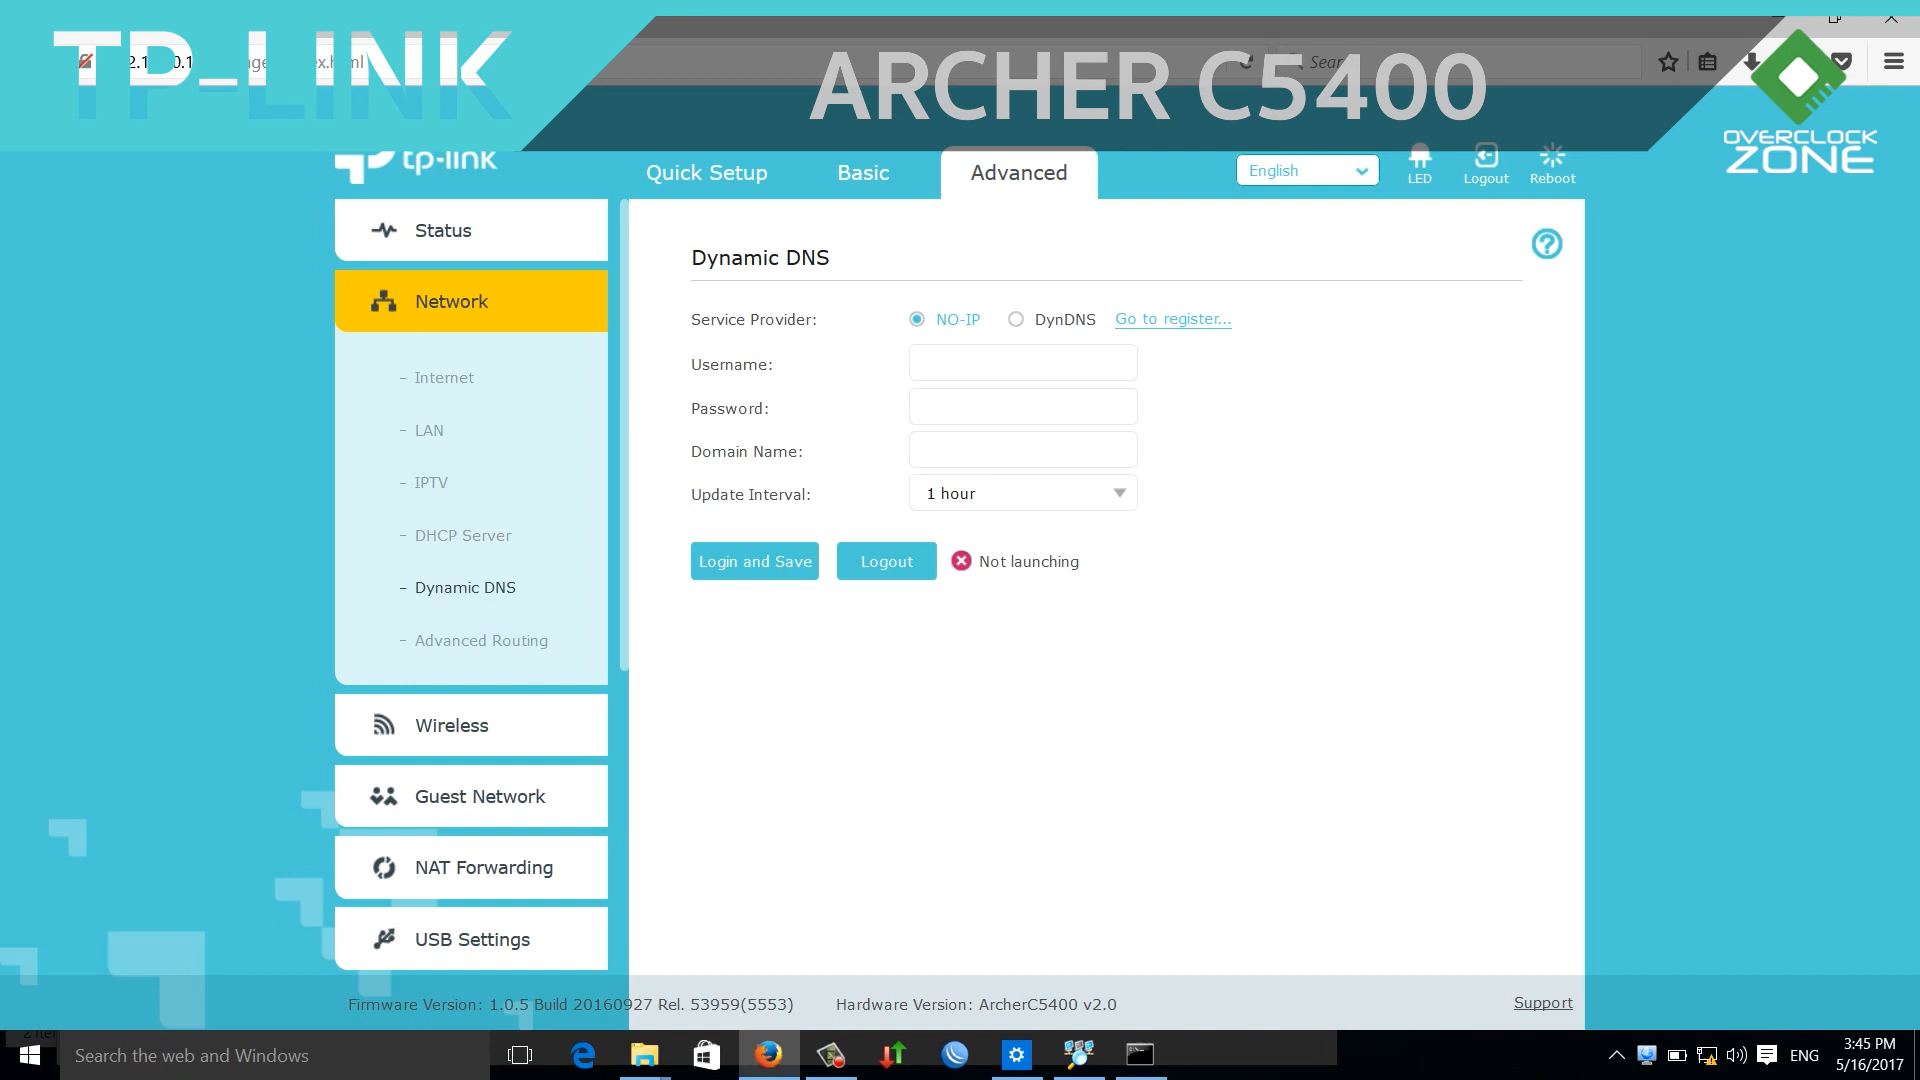 TP-LINK
ARCHER C5400
OVERCLOCK
ZONE
tp-link
Quick Setup
Basic
Advanced
English
LED
Logout
Reboot
Status
Network
- Internet
- LAN
- IPTV
- DHCP Server
- Dynamic DNS
- Advanced Routing
Wireless
Guest Network
NAT Forwarding
USB Settings
Dynamic DNS
Service Provider:
NO-IP
DynDNS
Go to register...
Username:
Password:
Domain Name:
Update Interval:
1 hour
Login and Save
Logout
Not launching
Firmware Version: 1.0.5 Build 20160927 Rel. 53959(5553)
Hardware Version: ArcherC5400 v2.0
Support
Search the web and Windows
ENG
3:45 PM
5/16/2017